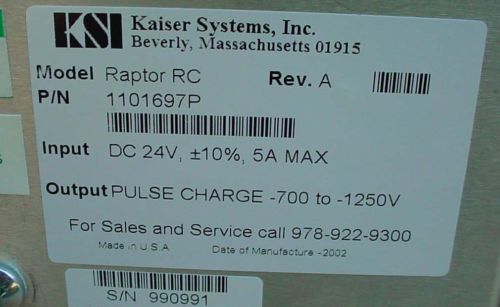 KSI Kaiser Systems, Inc.
Beverly, Massachusetts 01915
Model Raptor RC Rev. A
P/N 1101697P
Input DC 24V, ±10%, 5A MAX
Output PULSE CHARGE -700 to -1250V
For Sales and Service call 978-922-9300
Made in U.S.A Date of Manufacture -2002
S/N 990991